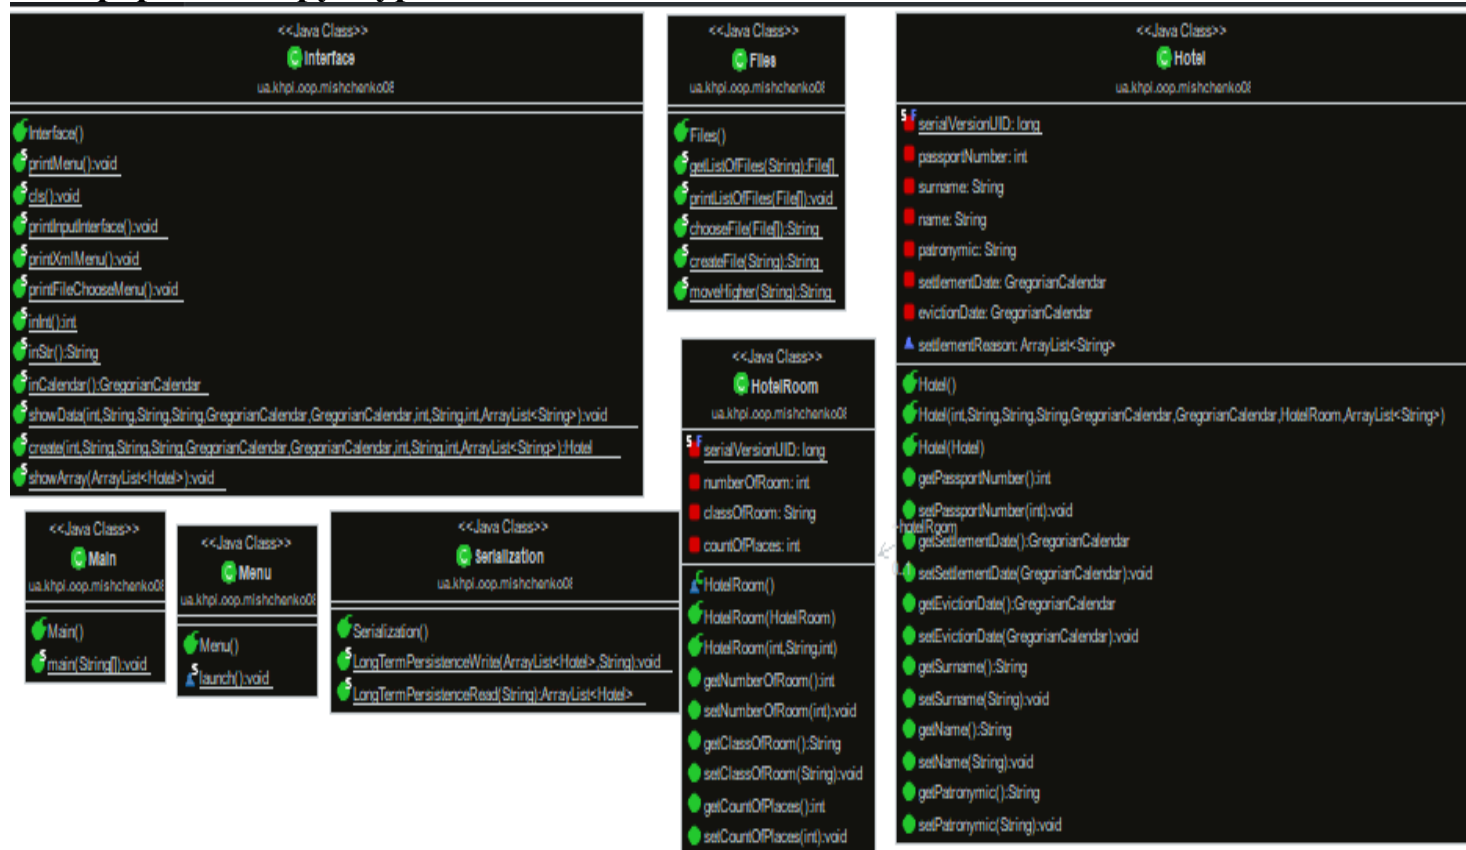 <<Java Class>>
Interface
ua.khpi.oop.mishchenko08
Interface()
printMenu():void
cls():void
printInputInterface():void
printXmlMenu():void
printFileChooseMenu():void
inInt():int
inStr():String
inCalendar():GregorianCalendar
showData(int,String,String,String,GregorianCalendar,GregorianCalendar,int,String,int,ArrayList<String>):void
create(int,String,String,String,GregorianCalendar,GregorianCalendar,int,String,int,ArrayList<String>):Hotel
showArray(ArrayList<Hotel>):void
<<Java Class>>
Files
ua.khpi.oop.mishchenko08
Files()
getListOfFiles(String):File[]
printListOfFiles(File[]):void
chooseFile(File[]):String
createFile(String):String
moveHigher(String):String
<<Java Class>>
Hotel
ua.khpi.oop.mishchenko08
serialVersionUID: long
passportNumber: int
surname: String
name: String
patronymic: String
settlementDate: GregorianCalendar
evictionDate: GregorianCalendar
settlementReason: ArrayList<String>
Hotel()
Hotel(int,String,String,String,GregorianCalendar,GregorianCalendar,HotelRoom,ArrayList<String>)
Hotel(Hotel)
getPassportNumber():int
setPassportNumber(int):void
getSettlementDate():GregorianCalendar
setSettlementDate(GregorianCalendar):void
getEvictionDate():GregorianCalendar
setEvictionDate(GregorianCalendar):void
getSurname():String
setSurname(String):void
getName():String
setName(String):void
getPatronymic():String
setPatronymic(String):void
-hotelRoom
0..1
<<Java Class>>
HotelRoom
ua.khpi.oop.mishchenko08
serialVersionUID: long
numberOfRoom: int
classOfRoom: String
countOfPlaces: int
HotelRoom()
HotelRoom(HotelRoom)
HotelRoom(int,String,int)
getNumberOfRoom():int
setNumberOfRoom(int):void
getClassOfRoom():String
setClassOfRoom(String):void
getCountOfPlaces():int
setCountOfPlaces(int):void
<<Java Class>>
Main
ua.khpi.oop.mishchenko08
Main()
main(String[]):void
<<Java Class>>
Menu
ua.khpi.oop.mishchenko08
Menu()
launch():void
<<Java Class>>
Serialization
ua.khpi.oop.mishchenko08
Serialization()
LongTermPersistenceWrite(ArrayList<Hotel>,String):void
LongTermPersistenceRead(String):ArrayList<Hotel>